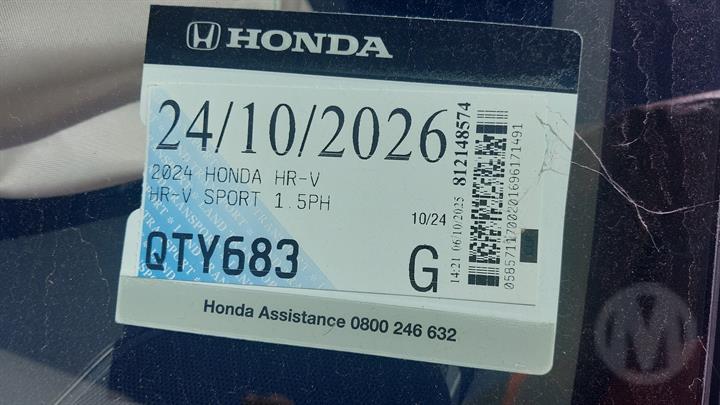 HONDA
24/10/2026
2024 HONDA HR-V
HR-V SPORT 1.5PH
10/24
QTY683
G
14:21 06/10/2025
812148574
Honda Assistance 0800 246 632
M